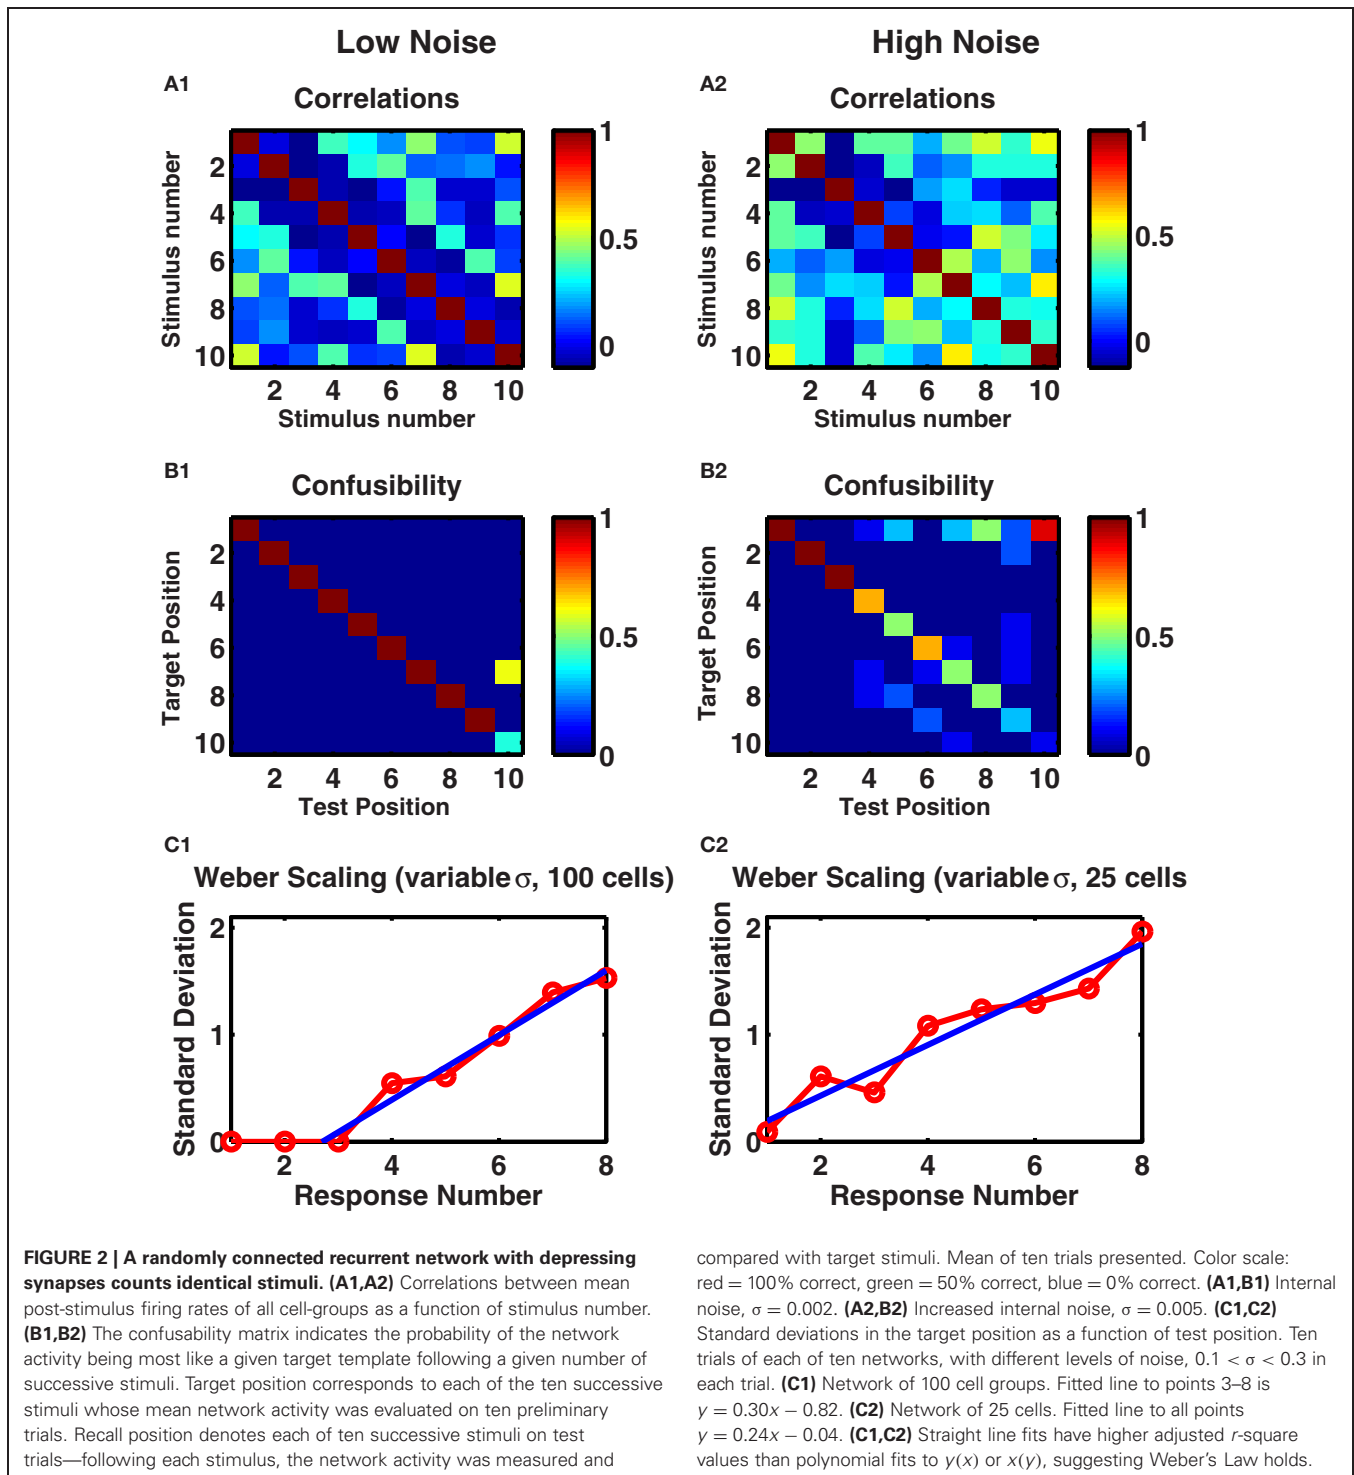 Low Noise
High Noise
A1
A2
Correlations
Correlations
Stimulus number
2
4
6
8
10
2 4 6 8 10
Stimulus number
1
0.5
0
Stimulus number
2
4
6
8
10
2 4 6 8 10
Stimulus number
1
0.5
0
B1
B2
Confusibility
Confusibility
Target Position
2
4
6
8
10
2 4 6 8 10
Test Position
1
0.5
0
Target Position
2
4
6
8
10
2 4 6 8 10
Test Position
1
0.5
0
C1
C2
Weber Scaling (variable σ, 100 cells)
Weber Scaling (variable σ, 25 cells
Standard Deviation
2
1
0
2 4 6 8
Response Number
Standard Deviation
2
1
0
2 4 6 8
Response Number
FIGURE 2 | A randomly connected recurrent network with depressing
synapses counts identical stimuli. (A1,A2) Correlations between mean
post-stimulus firing rates of all cell-groups as a function of stimulus number.
(B1,B2) The confusability matrix indicates the probability of the network
activity being most like a given target template following a given number of
successive stimuli. Target position corresponds to each of the ten successive
stimuli whose mean network activity was evaluated on ten preliminary
trials. Recall position denotes each of ten successive stimuli on test
trials—following each stimulus, the network activity was measured and
compared with target stimuli. Mean of ten trials presented. Color scale:
red = 100% correct, green = 50% correct, blue = 0% correct. (A1,B1) Internal
noise, σ = 0.002. (A2,B2) Increased internal noise, σ = 0.005. (C1,C2)
Standard deviations in the target position as a function of test position. Ten
trials of each of ten networks, with different levels of noise, 0.1 < σ < 0.3 in
each trial. (C1) Network of 100 cell groups. Fitted line to points 3–8 is
y = 0.30x − 0.82. (C2) Network of 25 cells. Fitted line to all points
y = 0.24x − 0.04. (C1,C2) Straight line fits have higher adjusted r-square
values than polynomial fits to y(x) or x(y), suggesting Weber's Law holds.